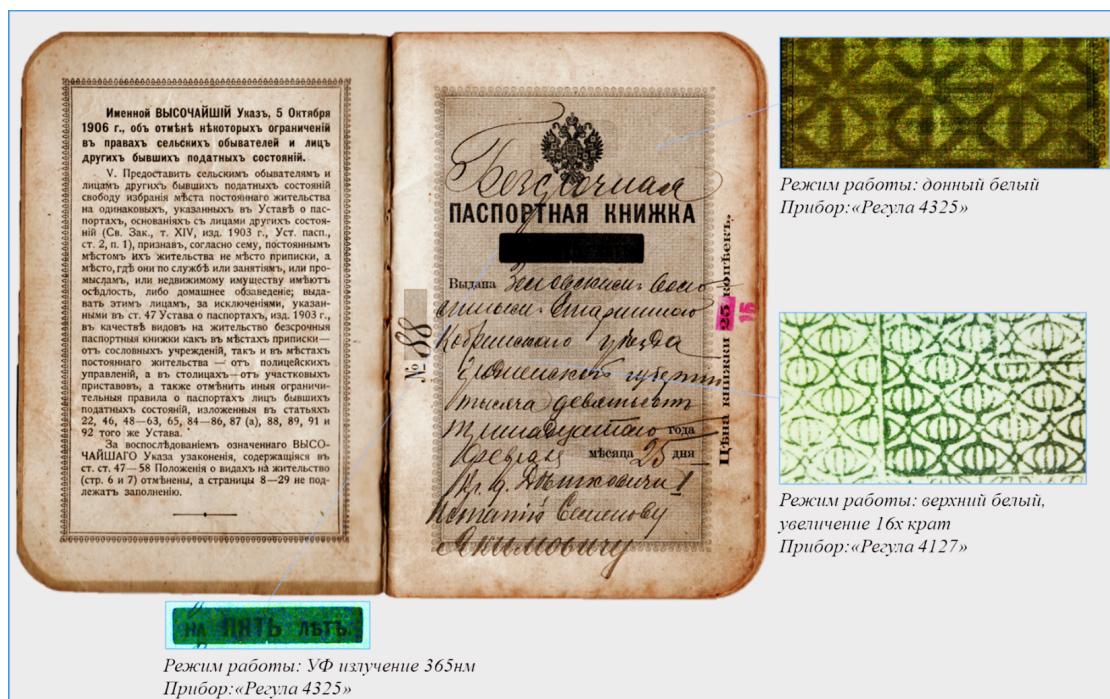 Именной ВЫСОЧАЙШІЙ Указъ, 5 Октября
1906 г., объ отмѣнѣ нѣкоторыхъ ограниченій
въ правахъ сельскихъ обывателей и лицъ
другихъ бывшихъ податныхъ состояній.
V. Предоставить сельскимъ обывателямъ и
лицамъ другихъ бывшихъ податныхъ состояній
свободу избранія мѣста постояннаго жительства
на одинаковыхъ, указанныхъ въ Уставѣ о пас-
портахъ, основаніяхъ съ лицами другихъ состоя-
ній (Св. Зак., т. XIV, изд. 1903 г., Уст. пасп.,
ст. 2, п. 1), признавъ, согласно сему, постояннымъ
мѣстомъ ихъ жительства не мѣсто приписки, а
мѣсто, гдѣ они по службѣ или занятіямъ, или про-
мысламъ, или недвижимому имуществу имѣютъ
осѣдлость, либо домашнее обзаведеніе; выда-
вать этимъ лицамъ, за исключеніями, указан-
ными въ ст. 47 Устава о паспортахъ, изд. 1903 г.,
въ качествѣ видовъ на жительство безсрочныя
паспортныя книжки какъ въ мѣстахъ приписки—
отъ сословныхъ учрежденій, такъ и въ мѣстахъ
постояннаго жительства — отъ полицейскихъ
управленій, а въ столицахъ—отъ участковыхъ
приставовъ, а также отмѣнить иныя ограничи-
тельныя правила о паспортахъ лицъ бывшихъ
податныхъ состояній, изложенныя въ статьяхъ
22, 46, 48—63, 65, 84—86, 87 (а), 88, 89, 91 и
92 того же Устава.
За воспослѣдованіемъ означеннаго ВЫСО-
ЧАЙШАГО Указа узаконенія, содержащіяся въ
ст. ст. 47—58 Положенія о видахъ на жительство
(стр. 6 и 7) отмѣнены, а страницы 8—29 не под-
лежатъ заполненію.
№ 88
Безсрочная
ПАСПОРТНАЯ КНИЖКА
Выдана
Кобринскаго уѣзда
Гродненской губерніи
тысяча девятьсот
тринадцатаго года
Февраля мѣсяца 25 дня
Якимовичу
Цѣна книжки 25 копѣекъ.
15
НА ПЯТЬ ЛѢТЪ.
Режим работы: УФ излучение 365нм
Прибор:«Регула 4325»
Режим работы: донный белый
Прибор:«Регула 4325»
Режим работы: верхний белый,
увеличение 16х крат
Прибор:«Регула 4127»